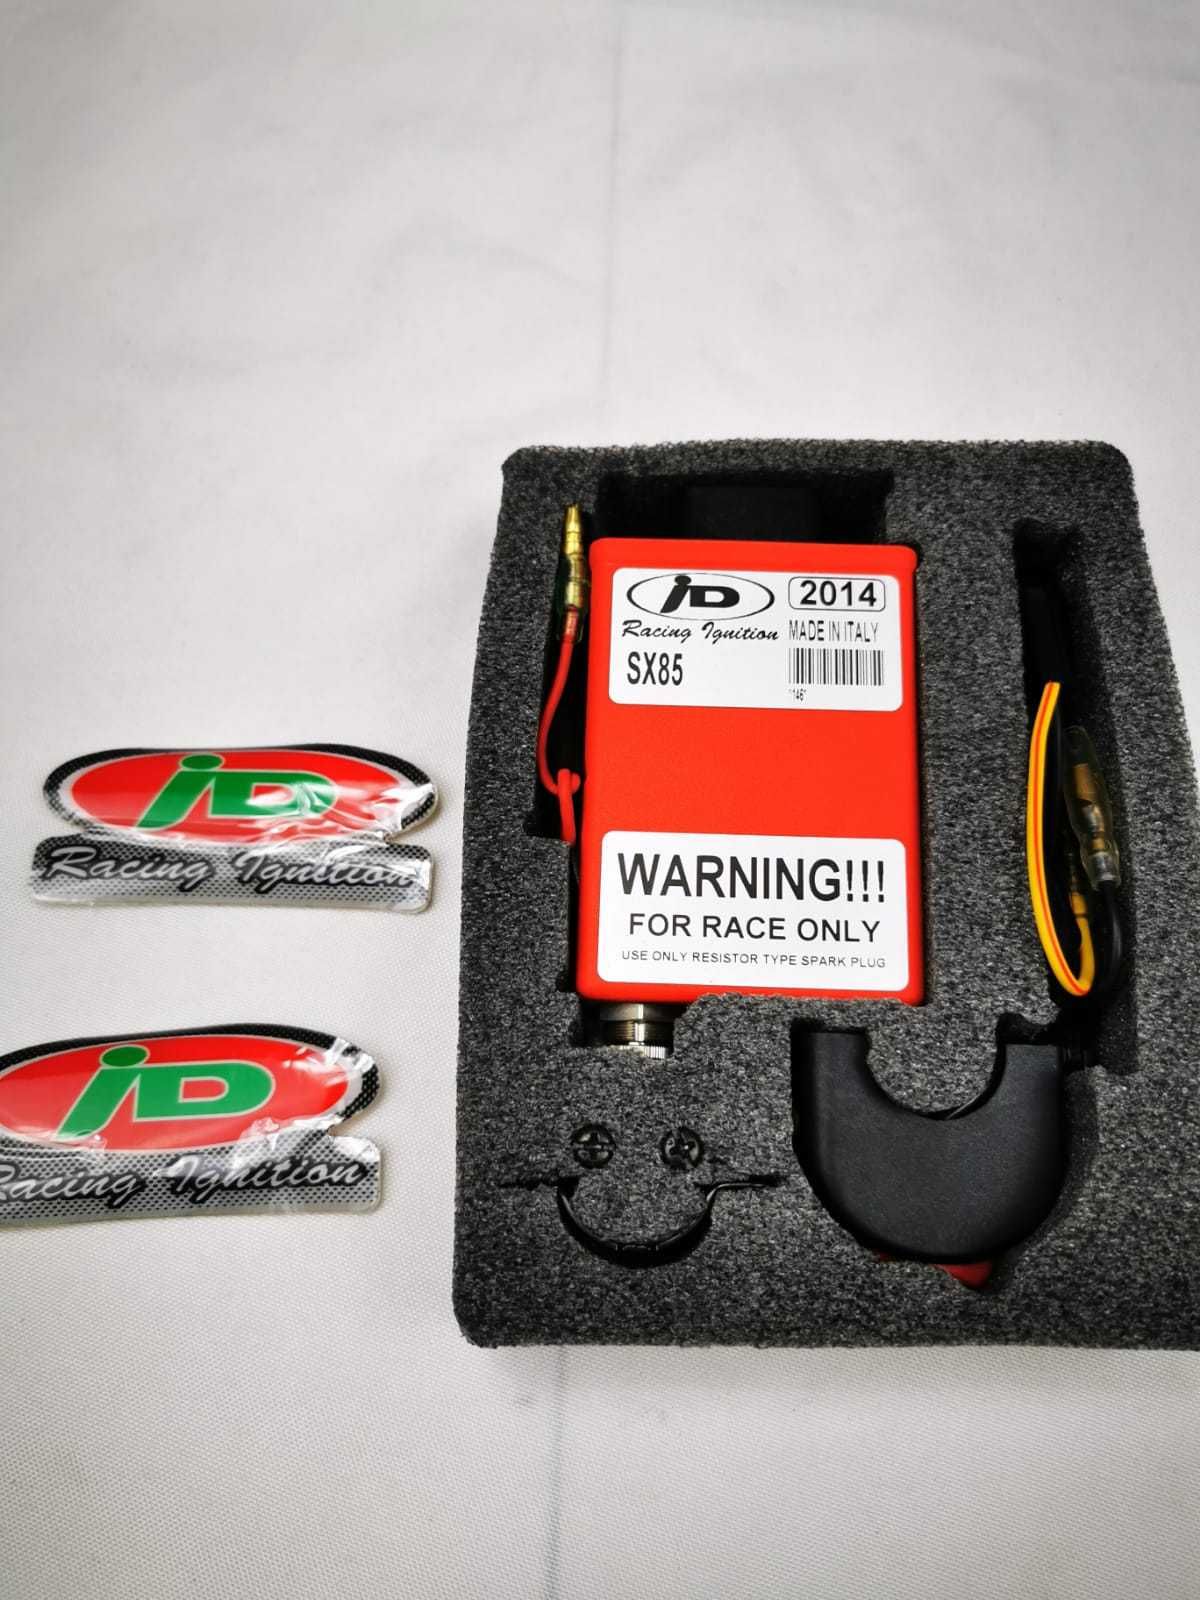 JD
Racing Ignition
2014
MADE IN ITALY
SX85
WARNING!!!
FOR RACE ONLY
USE ONLY RESISTOR TYPE SPARK PLUG
JD
Racing Ignition
JD
Racing Ignition